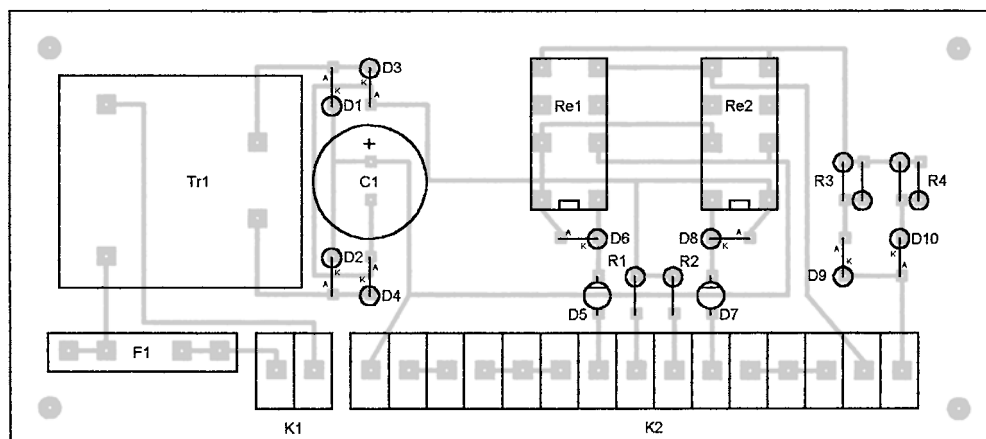 D3
A
K
K
A
D1
Re1
Re2
+
C1
Tr1
R3
R4
D2
K
A
A
K
D4
A
K
D6
D8
A
K
D10
K
A
A
K
D9
R1
R2
D5
D7
F1
K1
K2